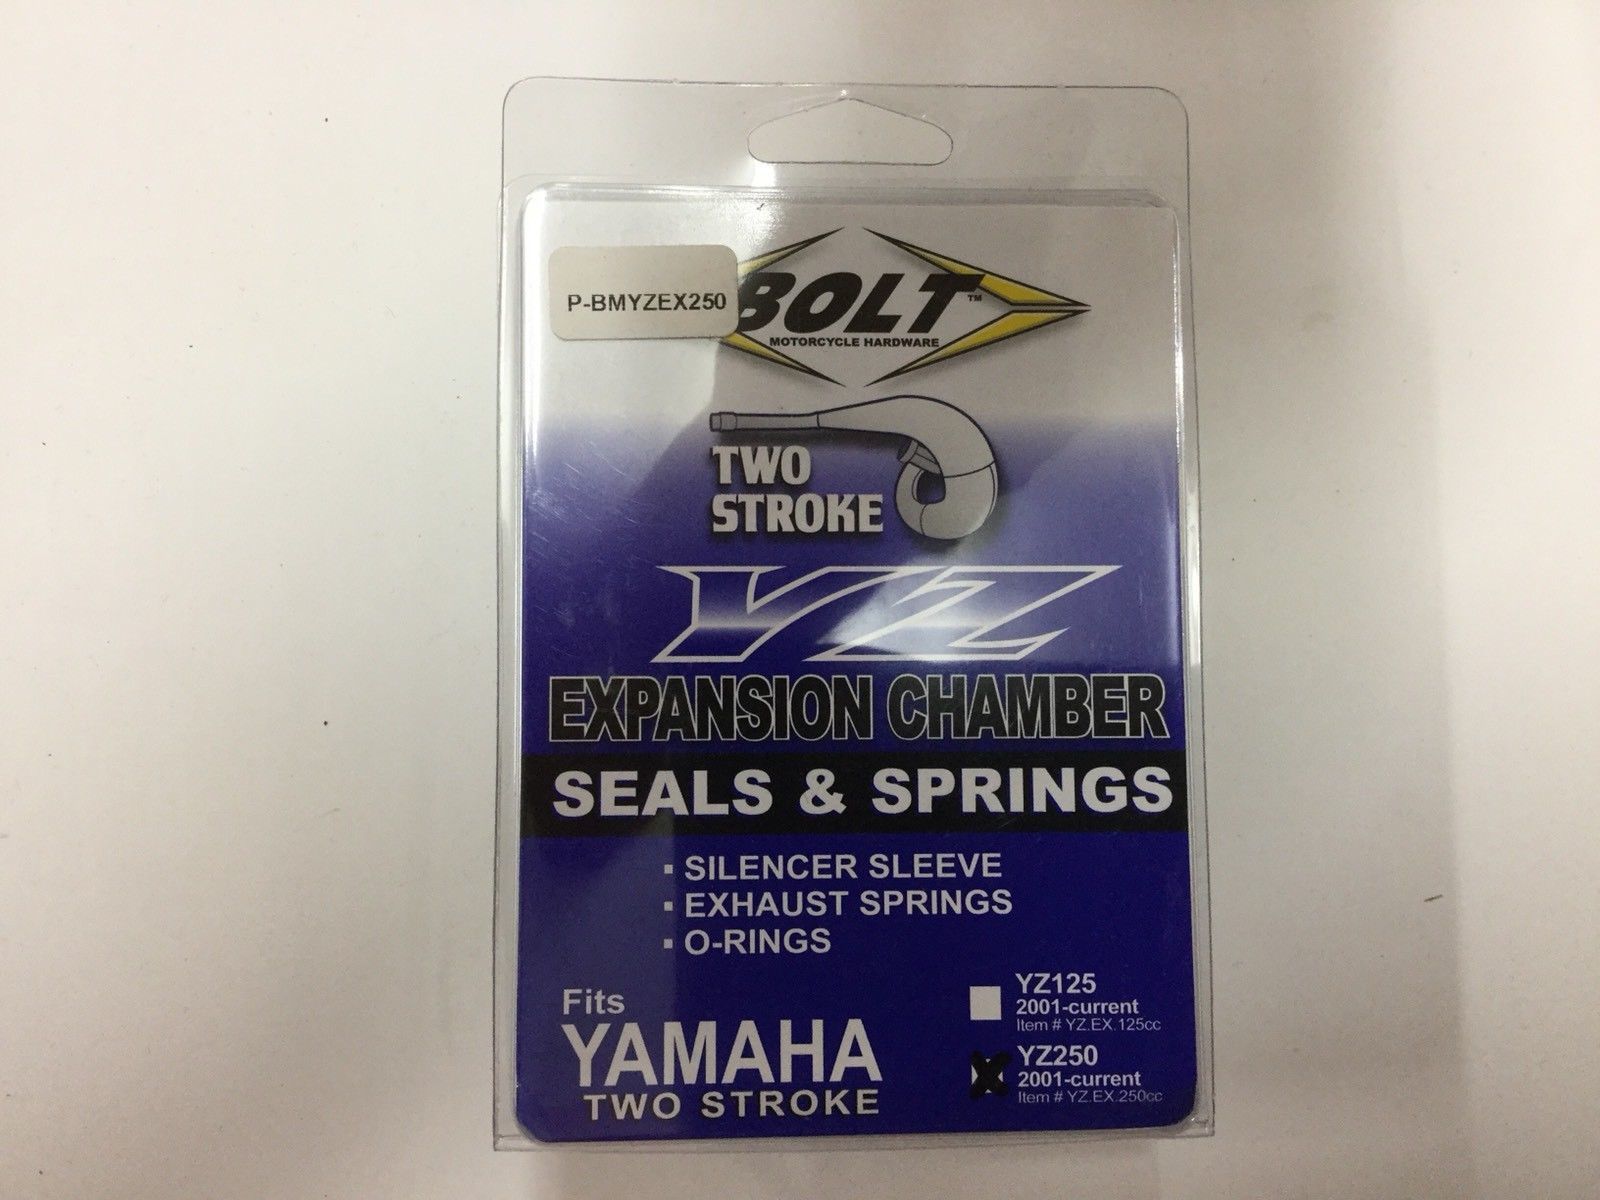 P-BMYZEX250
BOLT™
MOTORCYCLE HARDWARE
TWO
STROKE
YZ
EXPANSION CHAMBER
SEALS & SPRINGS
▪ SILENCER SLEEVE
▪ EXHAUST SPRINGS
▪ O-RINGS
Fits
YAMAHA
TWO STROKE
YZ125
2001-current
Item # YZ.EX.125cc
YZ250
2001-current
Item # YZ.EX.250cc